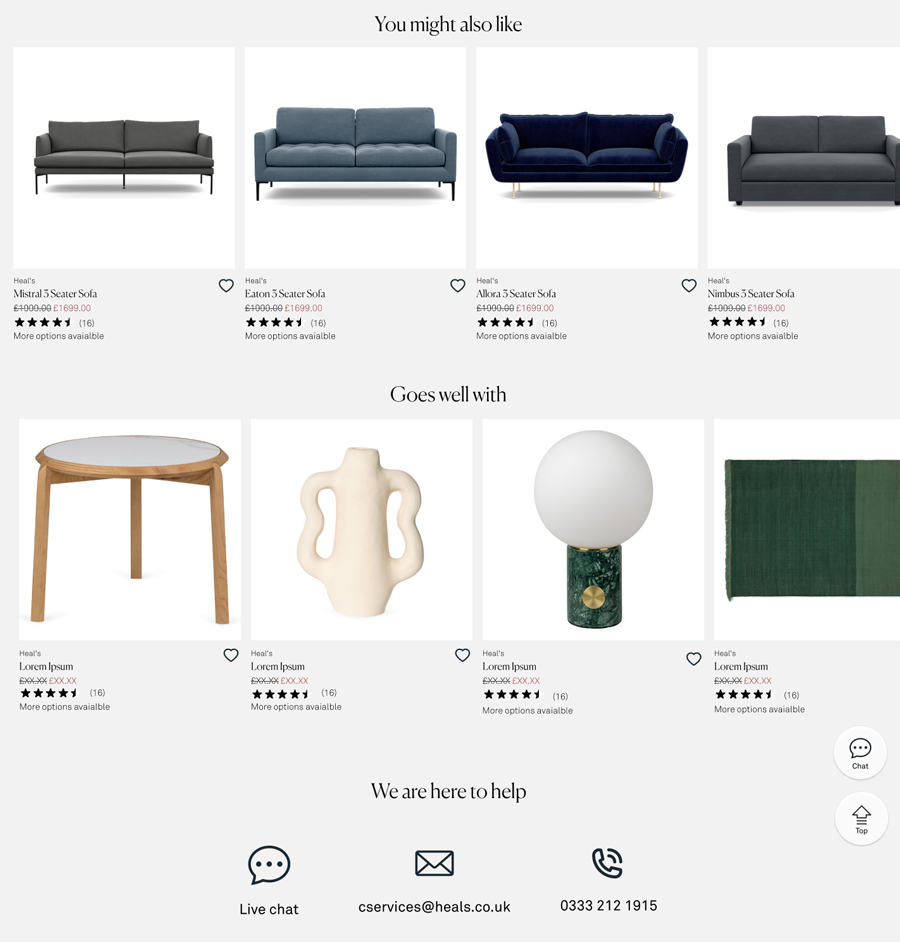 You might also like
Heal's
Mistral 3 Seater Sofa
£1999.00 £1699.00
(16)
More options avaialble
Heal's
Eaton 3 Seater Sofa
£1999.00 £1699.00
(16)
More options avaialble
Heal's
Allora 3 Seater Sofa
£1999.00 £1699.00
(16)
More options avaialble
Heal's
Nimbus 3 Seater Sofa
£1999.00 £1699.00
(16)
More options avaialble
Goes well with
Heal's
Lorem Ipsum
£XX.XX £XX.XX
(16)
More options avaialble
Heal's
Lorem Ipsum
£XX.XX £XX.XX
(16)
More options avaialble
Heal's
Lorem Ipsum
£XX.XX £XX.XX
(16)
More options avaialble
Heal's
Lorem Ipsum
£XX.XX £XX.XX
(16)
More options avaialble
Chat
Top
We are here to help
Live chat
cservices@heals.co.uk
0333 212 1915